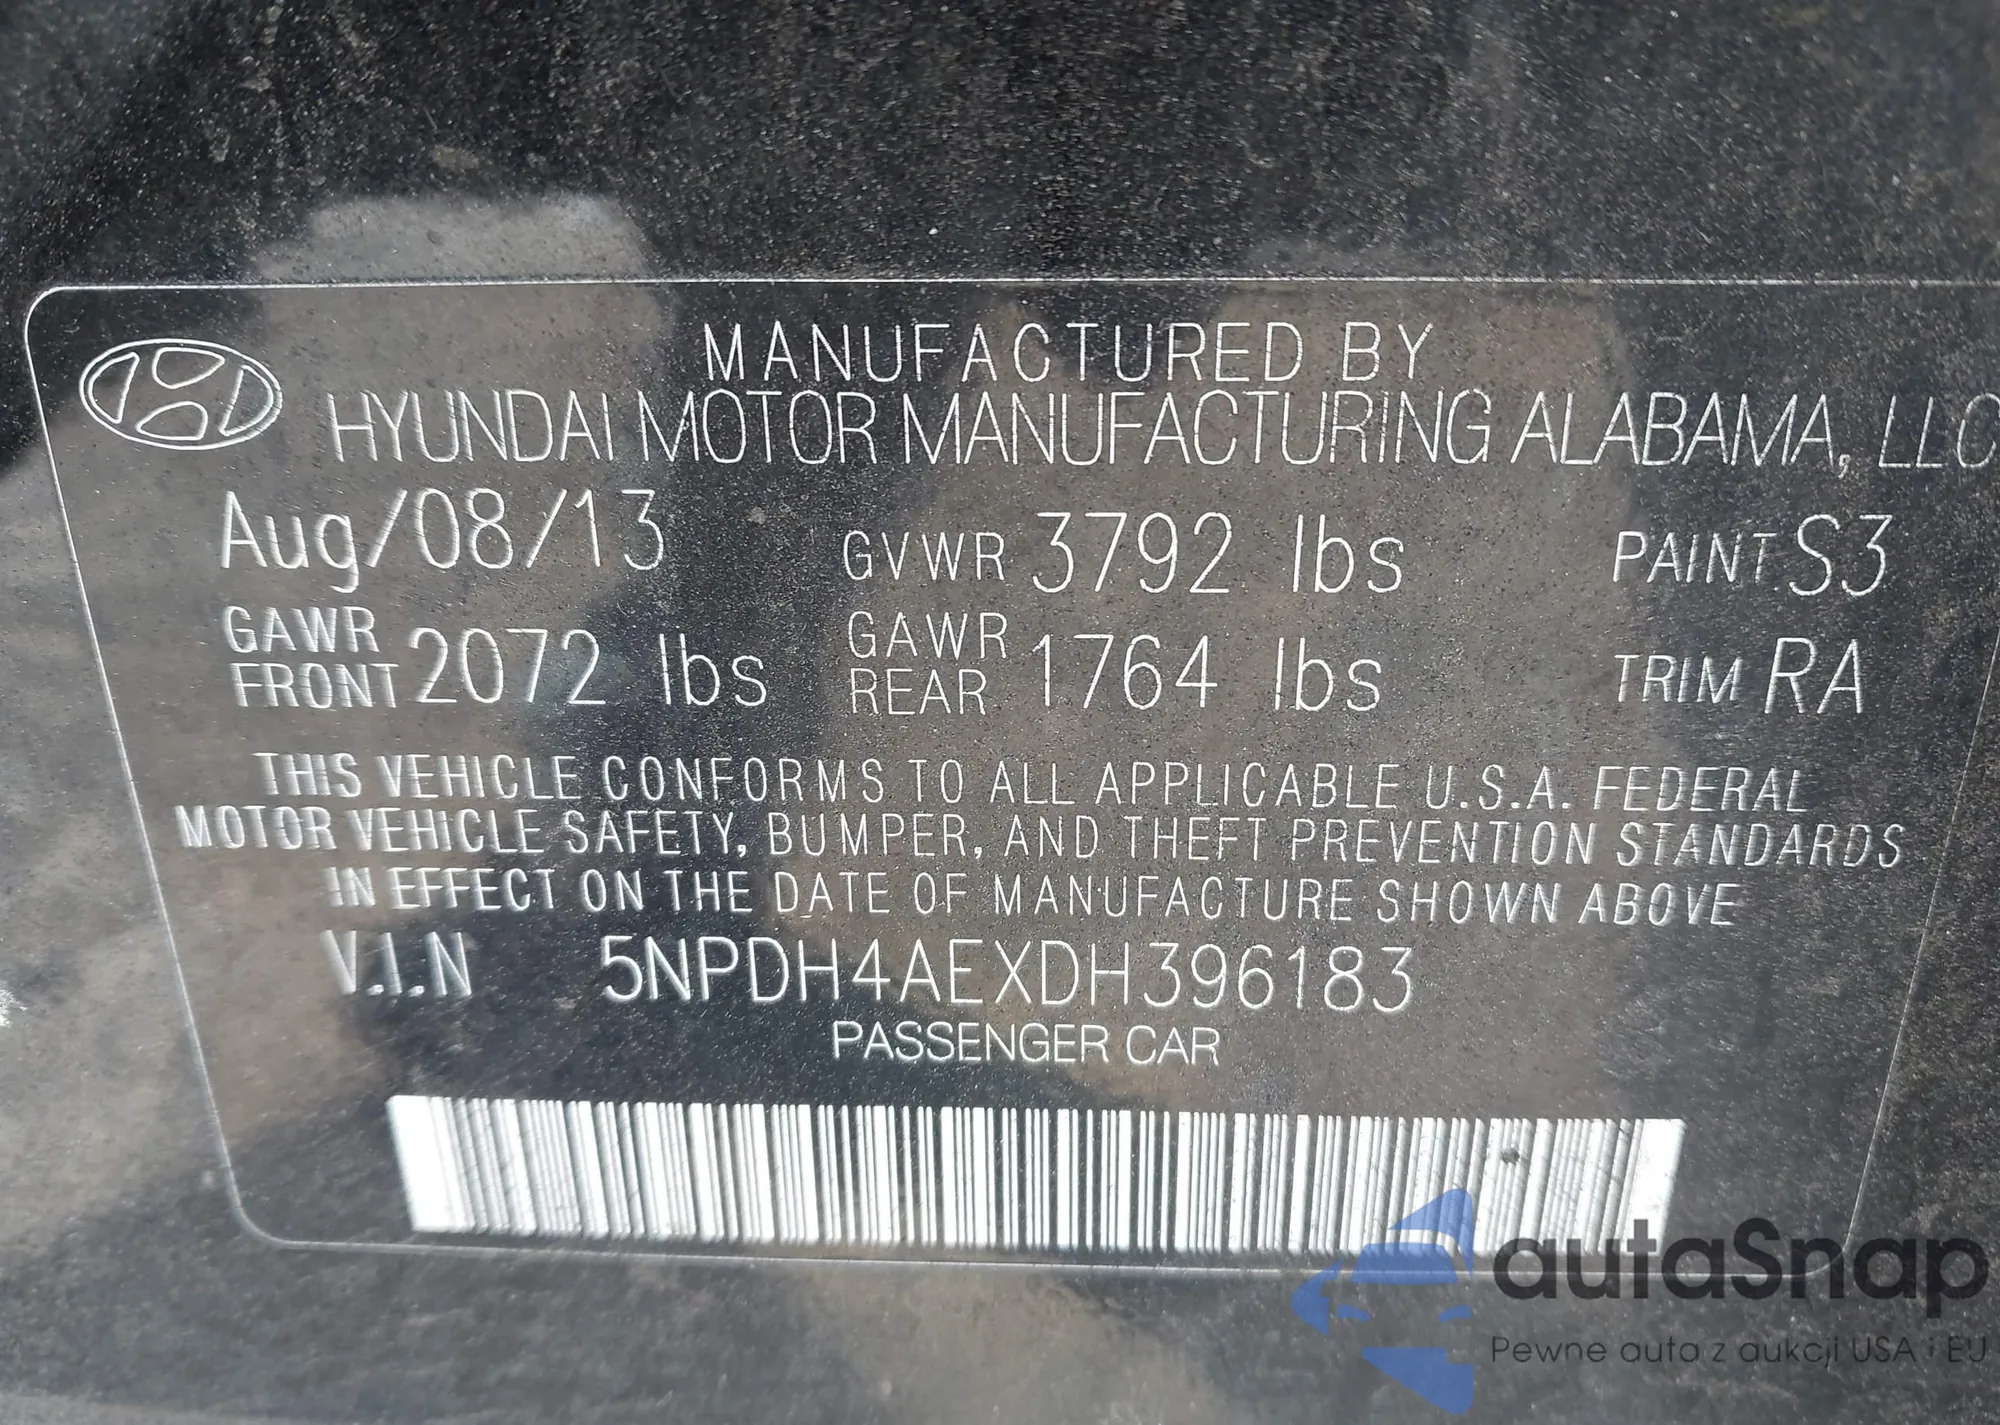 MANUFACTURED BY
HYUNDAI MOTOR MANUFACTURING ALABAMA, LLC
Aug/08/13 GVWR 3792 lbs PAINT S3
GAWR FRONT 2072 lbs GAWR REAR 1764 lbs TRIM RA
THIS VEHICLE CONFORMS TO ALL APPLICABLE U.S.A. FEDERAL
MOTOR VEHICLE SAFETY, BUMPER, AND THEFT PREVENTION STANDARDS
IN EFFECT ON THE DATE OF MANUFACTURE SHOWN ABOVE
V.I.N 5NPDH4AEXDH396183
PASSENGER CAR
autaSnap
Pewne auta z aukcji USA i EU